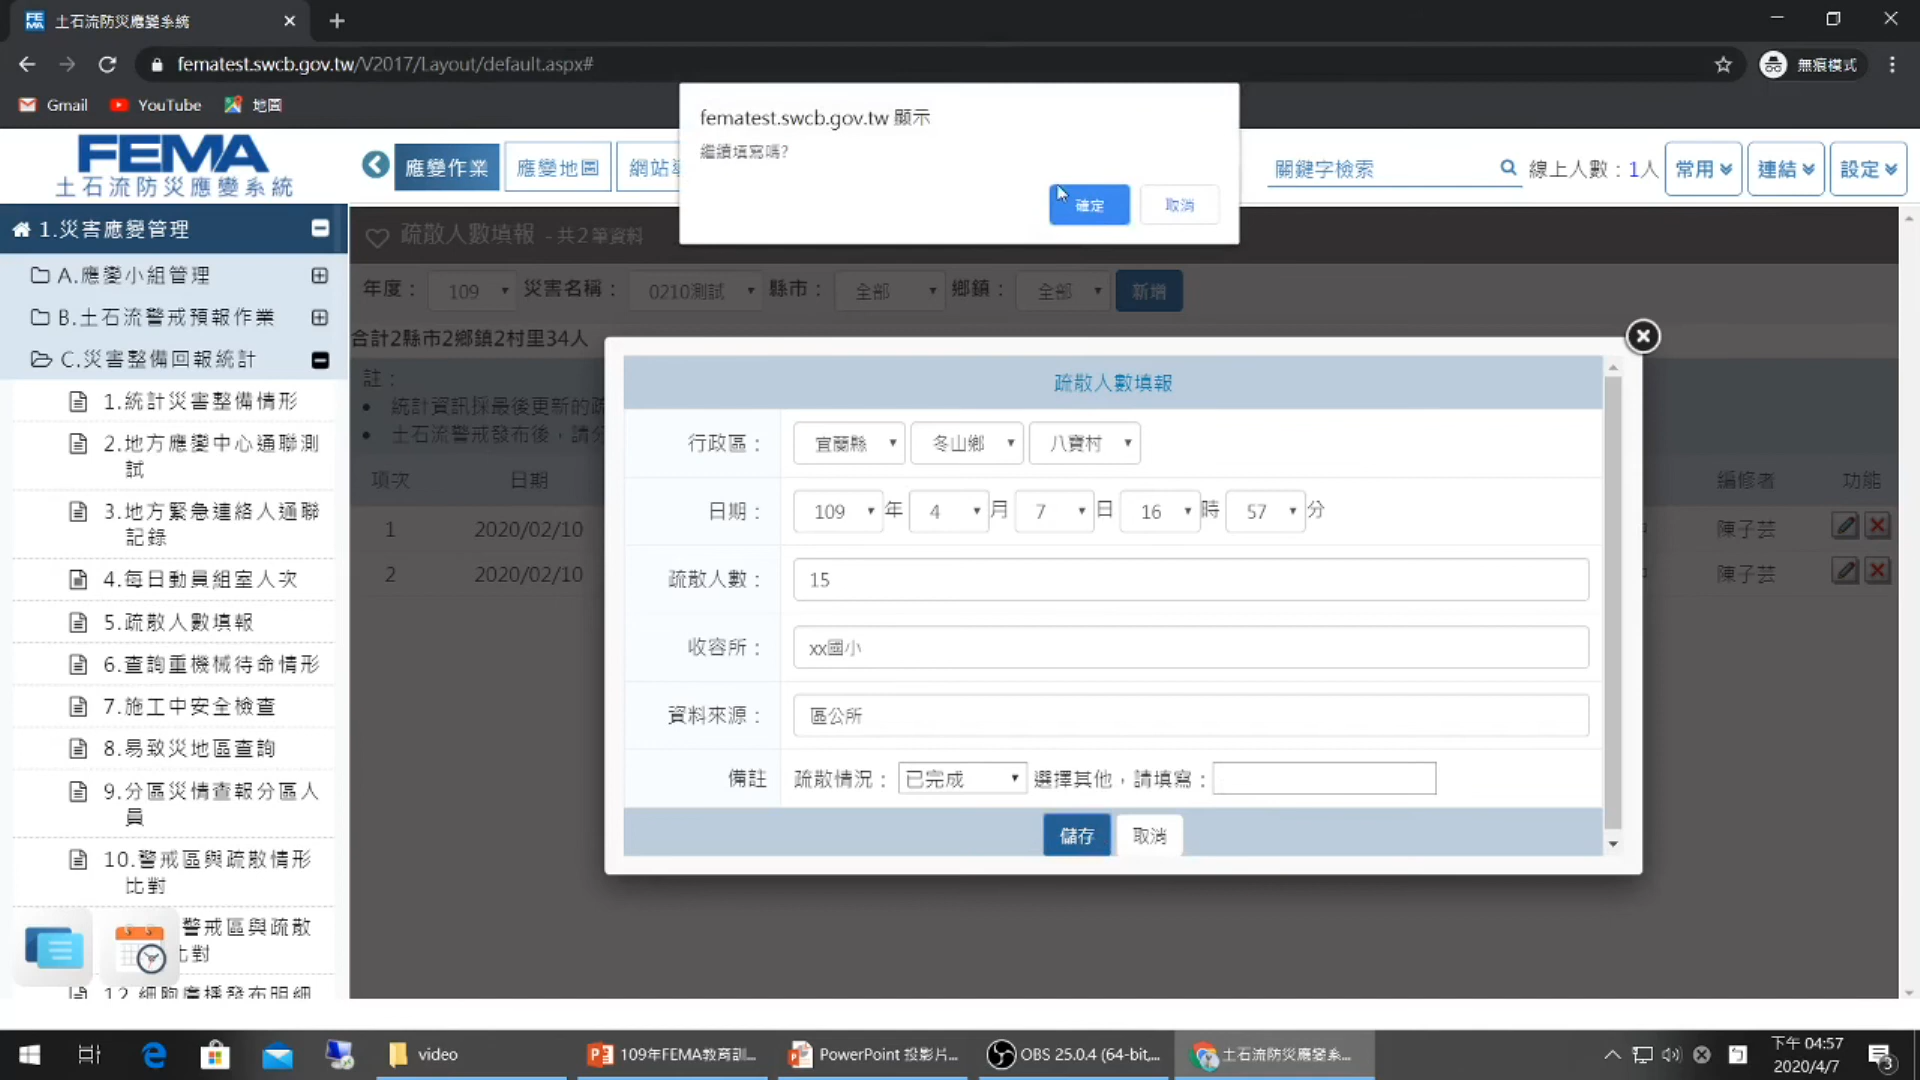 土石流防災應變系統
fematest.swcb.gov.tw/V2017/Layout/default.aspx#
無痕模式
Gmail
YouTube
地圖
fematest.swcb.gov.tw 顯示
繼續填寫嗎?
確定
取消
FEMA
土石流防災應變系統
應變作業
應變地圖
網站
關鍵字檢索
線上人數：1人
常用
連結
設定
1.災害應變管理
A.應變小組管理
B.土石流警戒預報作業
C.災害整備回報統計
1.統計災害整備情形
2.地方應變中心通聯測
試
3.地方緊急連絡人通聯
記錄
4.每日動員組室人次
5.疏散人數填報
6.查詢重機械待命情形
7.施工中安全檢查
8.易致災地區查詢
9.分區災情查報分區人
員
10.警戒區與疏散情形
比對
警戒區與疏散
比對
12.細胞廣播發布明細
疏散人數填報 - 共2筆資料
年度： 109 災害名稱： 0210測試 縣市： 全部 鄉鎮： 全部 新增
合計2縣市2鄉鎮2村里34人
註：
統計資訊採最後更新的疏
土石流警戒發布後，請分
項次 日期 編修者 功能
1 2020/02/10 陳子芸
2 2020/02/10 陳子芸
疏散人數填報
行政區： 宜蘭縣 冬山鄉 八寶村
日期： 109 年 4 月 7 日 16 時 57 分
疏散人數： 15
收容所： xx國小
資料來源： 區公所
備註 疏散情況： 已完成 選擇其他，請填寫：
儲存 取消
video
109年FEMA教育訓...
PowerPoint 投影片...
OBS 25.0.4 (64-bit,...
土石流防災應變系...
下午 04:57
2020/4/7
3